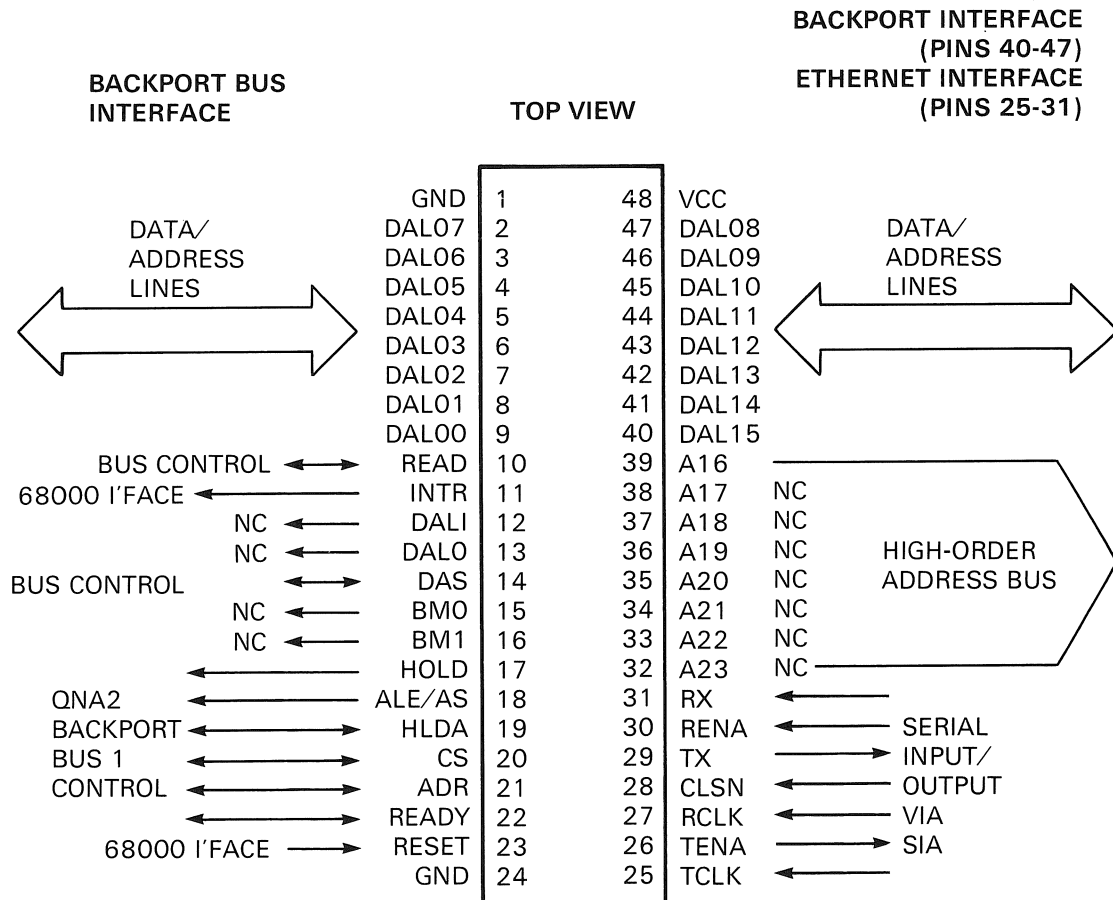 BACKPORT INTERFACE
(PINS 40-47)
ETHERNET INTERFACE
(PINS 25-31)
BACKPORT BUS
INTERFACE
TOP VIEW
GND 1 48 VCC
DATA/ DAL07 2 47 DAL08 DATA/
ADDRESS DAL06 3 46 DAL09 ADDRESS
LINES DAL05 4 45 DAL10 LINES
DAL04 5 44 DAL11
DAL03 6 43 DAL12
DAL02 7 42 DAL13
DAL01 8 41 DAL14
DAL00 9 40 DAL15
BUS CONTROL READ 10 39 A16
68000 I'FACE INTR 11 38 A17 NC
NC DALI 12 37 A18 NC
NC DALO 13 36 A19 NC HIGH-ORDER
BUS CONTROL DAS 14 35 A20 NC ADDRESS BUS
NC BM0 15 34 A21 NC
NC BM1 16 33 A22 NC
HOLD 17 32 A23 NC
QNA2 ALE/AS 18 31 RX
BACKPORT HLDA 19 30 RENA SERIAL
BUS 1 CS 20 29 TX INPUT/
CONTROL ADR 21 28 CLSN OUTPUT
READY 22 27 RCLK VIA
68000 I'FACE RESET 23 26 TENA SIA
GND 24 25 TCLK